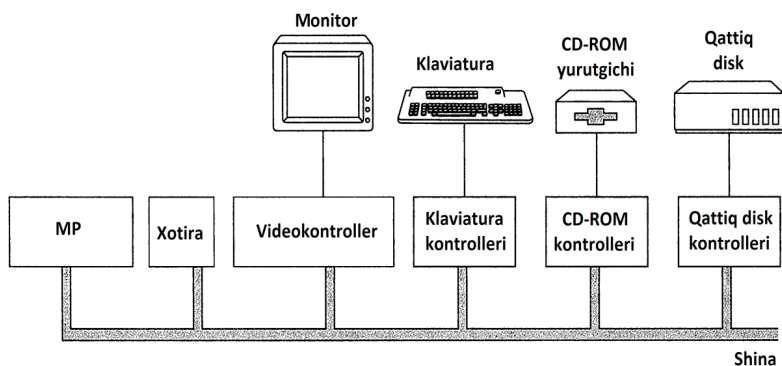 Monitor
Klaviatura
CD-ROM
yurutgichi
Qattiq
disk
MP
Xotira
Videokontroller
Klaviatura
kontrolleri
CD-ROM
kontrolleri
Qattiq disk
kontrolleri
Shina